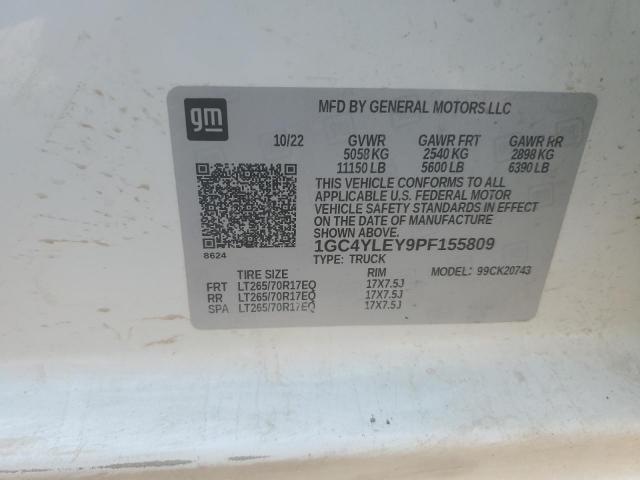 gm
MFD BY GENERAL MOTORS LLC
10/22 GVWR GAWR FRT GAWR RR
5058 KG 2540 KG 2898 KG
11150 LB 5600 LB 6390 LB
THIS VEHICLE CONFORMS TO ALL
APPLICABLE U.S. FEDERAL MOTOR
VEHICLE SAFETY STANDARDS IN EFFECT
ON THE DATE OF MANUFACTURE
SHOWN ABOVE.
8624
1GC4YLEY9PF155809
TYPE: TRUCK
TIRE SIZE RIM MODEL: 99CK20743
FRT LT265/70R17EQ 17X7.5J
RR LT265/70R17EQ 17X7.5J
SPA LT265/70R17EQ 17X7.5J